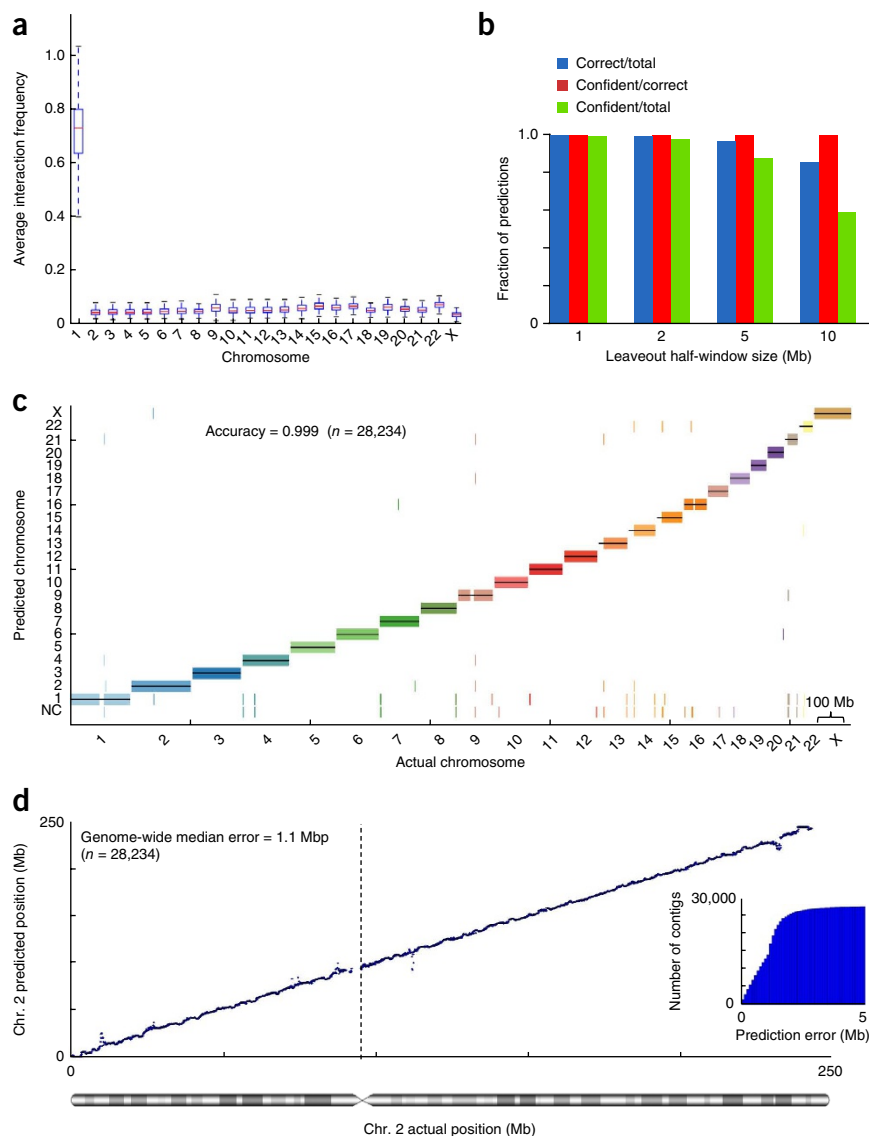 a
Average interaction frequency
1.0
0.8
0.6
0.4
0.2
0
1 2 3 4 5 6 7 8 9 10 11 12 13 14 15 16 17 18 19 20 21 22 X
Chromosome
b
Correct/total
Confident/correct
Confident/total
Fraction of predictions
1.0
0
1 2 5 10
Leaveout half-window size (Mb)
c
Predicted chromosome
X
22
21
20
19
18
17
16
15
14
13
12
11
10
9
8
7
6
5
4
3
2
1
NC
Accuracy = 0.999 (n = 28,234)
100 Mb
1 2 3 4 5 6 7 8 9 10 11 12 13 14 15 16 17 18 19 20 21 22 X
Actual chromosome
d
Chr. 2 predicted position (Mb)
250
0
Genome-wide median error = 1.1 Mbp
(n = 28,234)
Number of contigs
30,000
0
0 5
Prediction error (Mb)
0 250
Chr. 2 actual position (Mb)